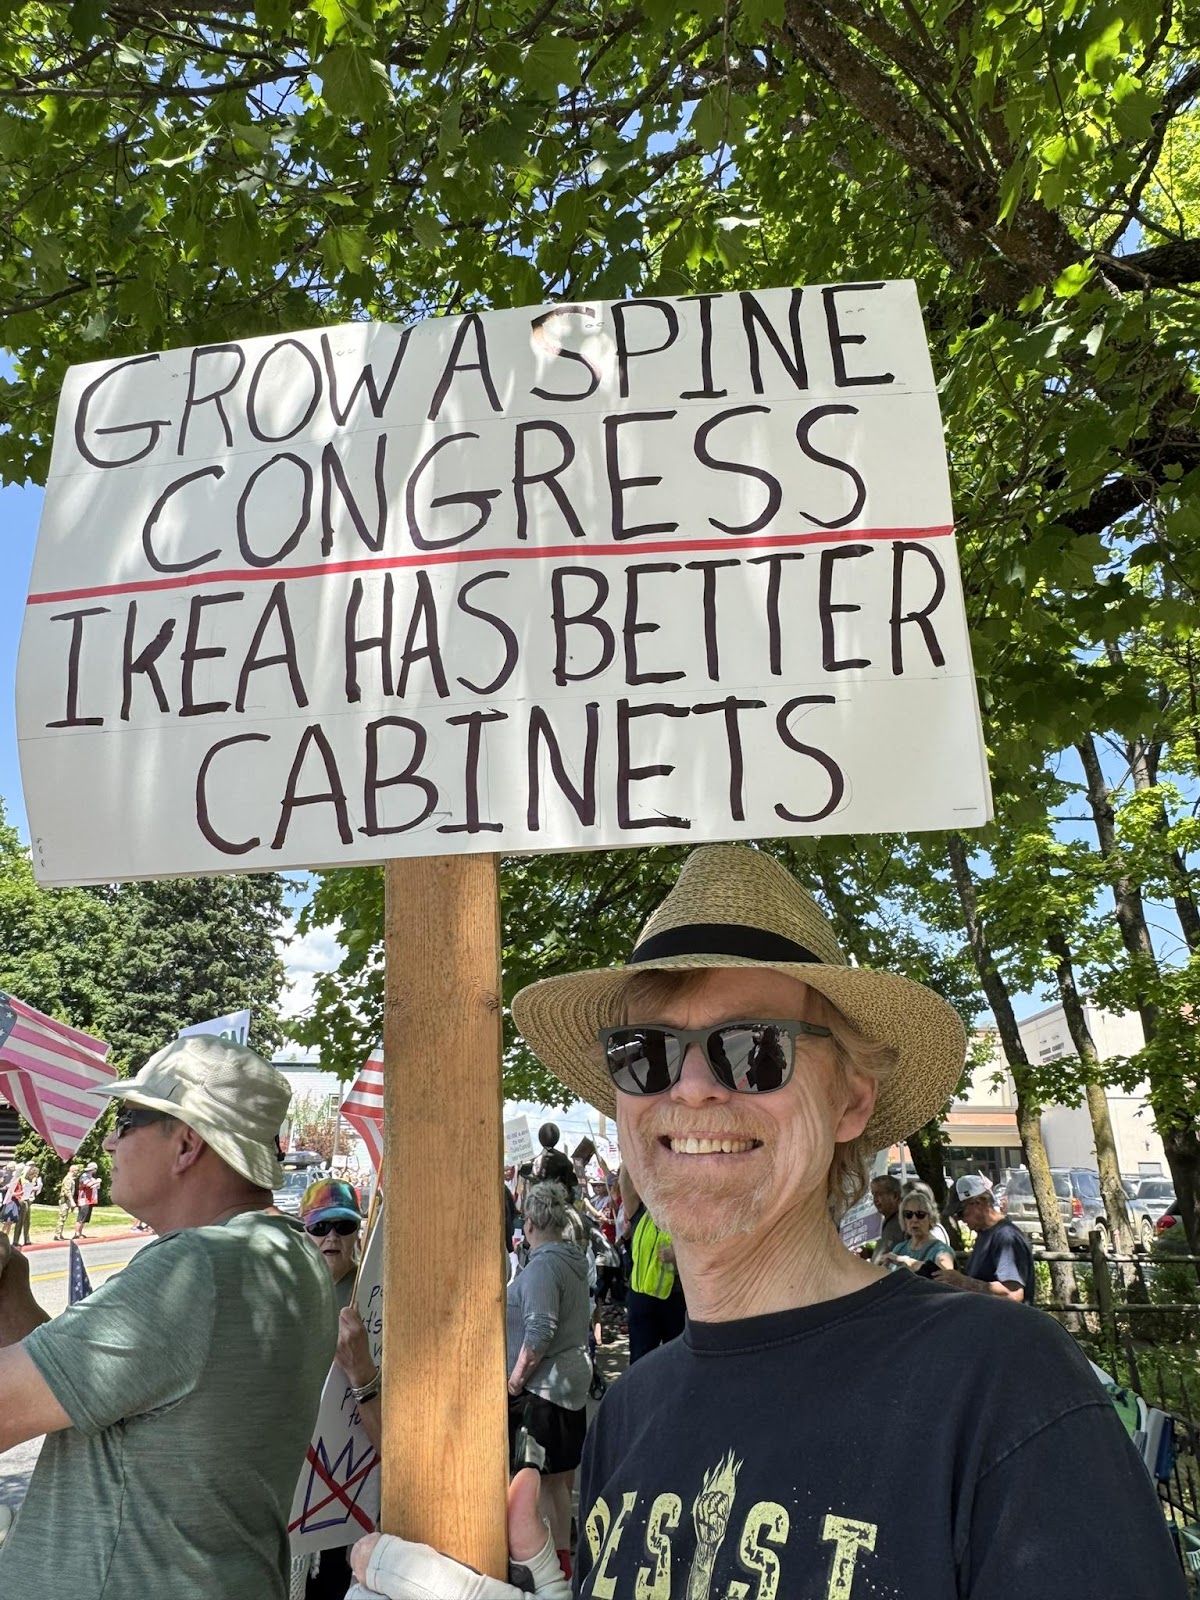 GROW A SPINE
CONGRESS
IKEA HAS BETTER
CABINETS
RESIST